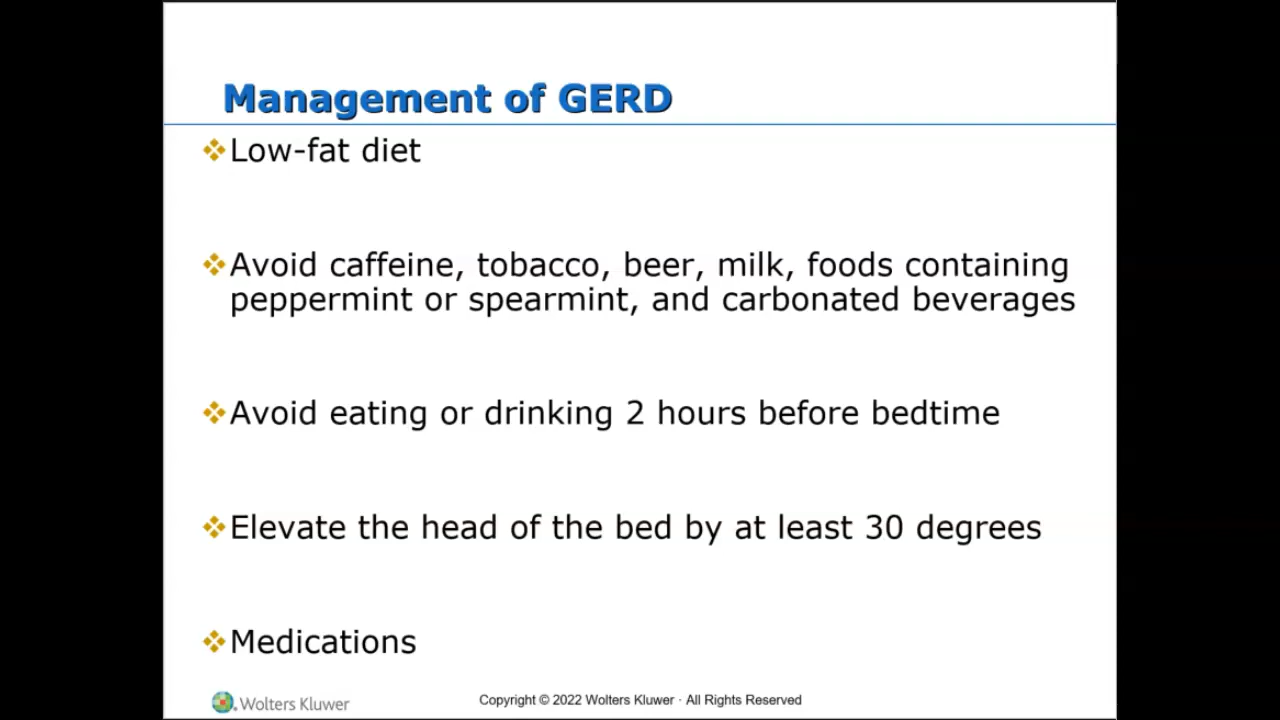 Management of GERD
Low-fat diet
Avoid caffeine, tobacco, beer, milk, foods containing
peppermint or spearmint, and carbonated beverages
Avoid eating or drinking 2 hours before bedtime
Elevate the head of the bed by at least 30 degrees
Medications
Wolters Kluwer
Copyright © 2022 Wolters Kluwer · All Rights Reserved